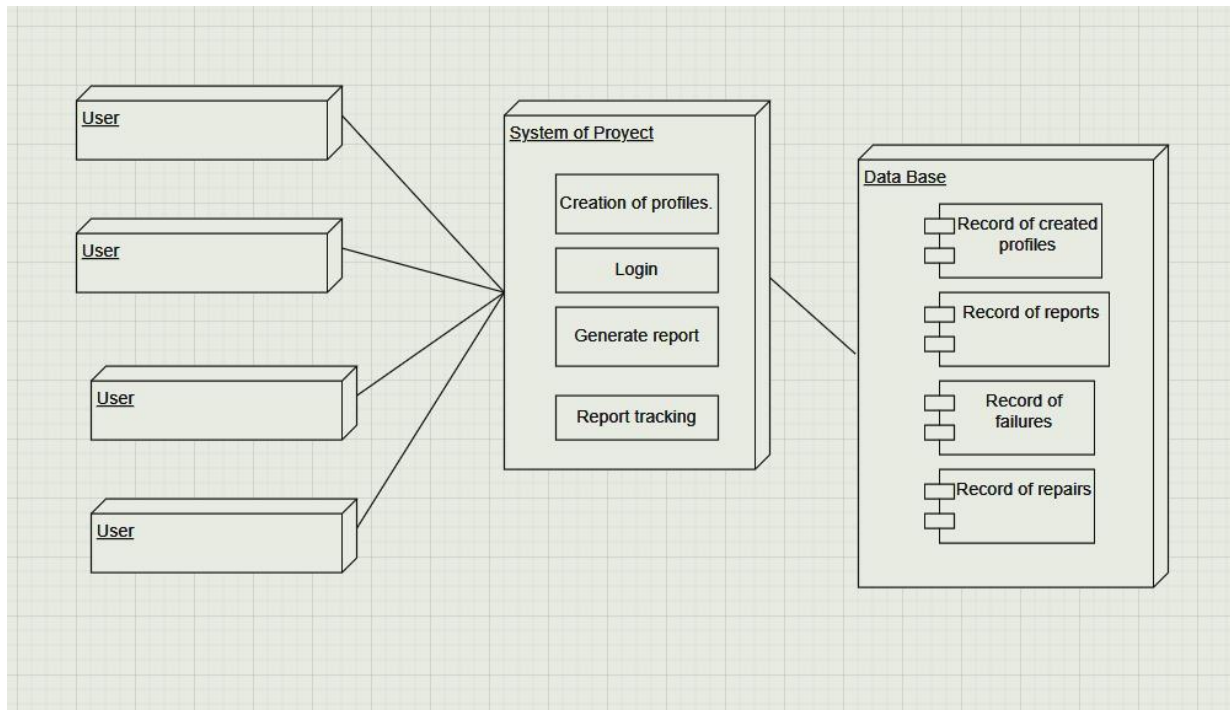 User
User
User
User
System of Proyect
Creation of profiles.
Login
Generate report
Report tracking
Data Base
Record of created
profiles
Record of reports
Record of
failures
Record of repairs